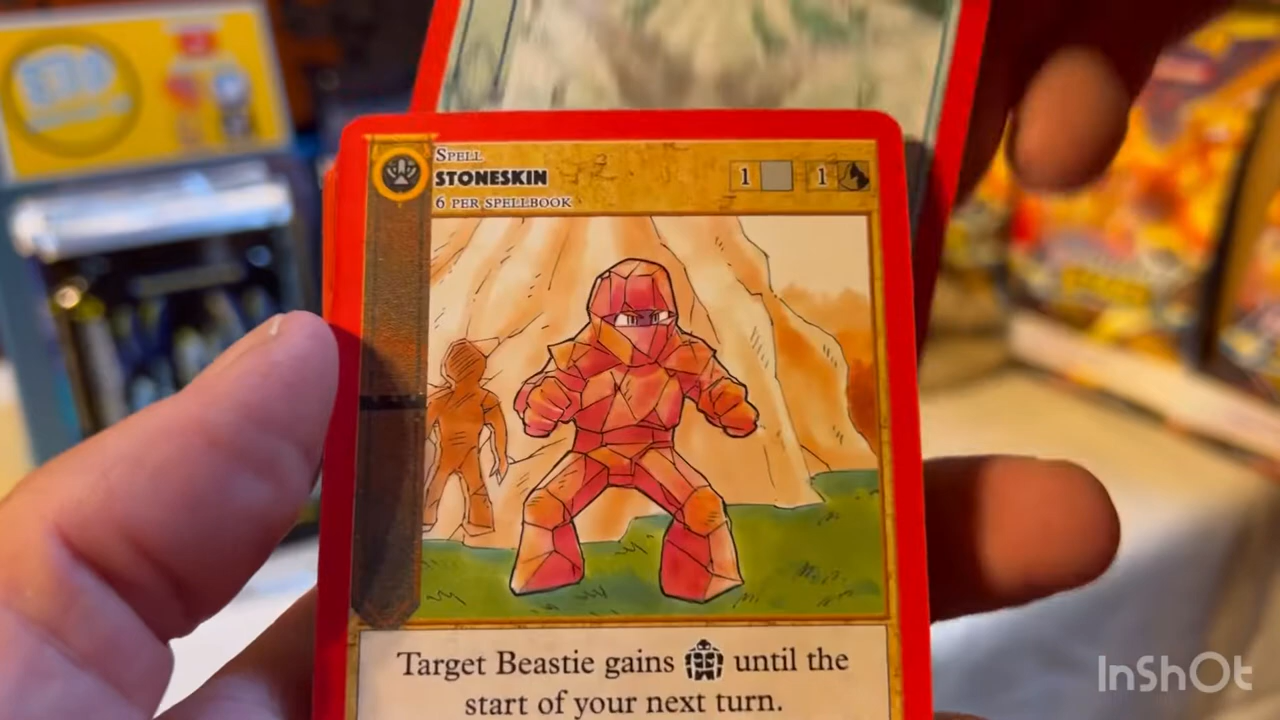 SPELL
STONESKIN
6 PER SPELLBOOK
1
1
Target Beastie gains until the
start of your next turn.
InShOt